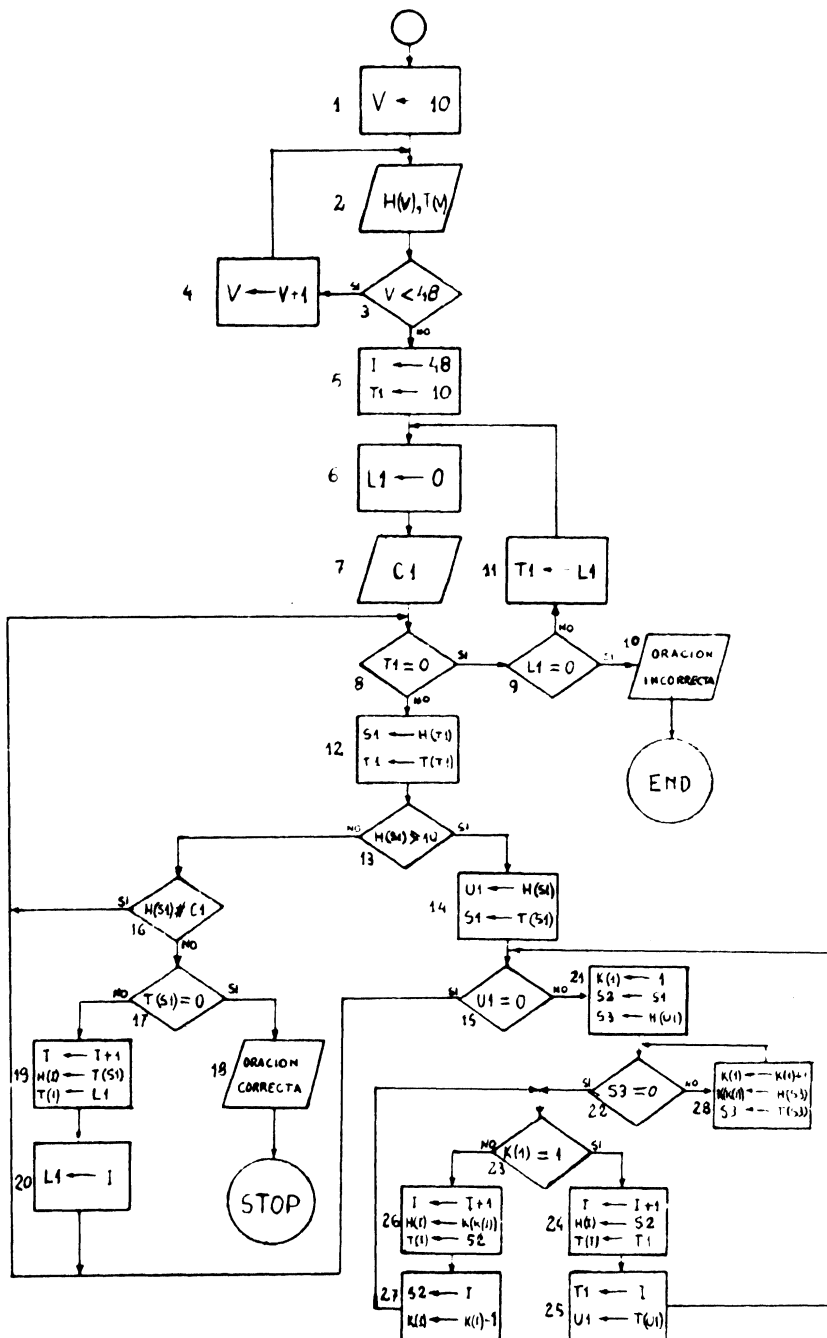 1
V ← 10
2
H(V), T(V)
4
V ← V+1
SI
3
V < 48
NO
5
I ← 48
T1 ← 10
6
L1 ← 0
7
C1
11
T1 ← L1
NO
8
T1 = 0
SI
NO
9
L1 = 0
SI
10
ORACION
INCORRECTA
END
12
S1 ← H(T1)
T1 ← T(T1)
NO
SI
13
14
U1 ← H(S1)
S1 ← T(S1)
SI
H(S1) # C1
16
NO
NO
T(S1) = 0
SI
17
SI
U1 = 0
NO
15
21
K(1) ← 1
S2 ← S1
S3 ← H(U1)
19
I ← I+1
H(I) ← T(S1)
T(I) ← L1
18
ORACION
CORRECTA
SI
S3 = 0
NO
22
28
K(1) ← K(1)+1
K(K(1)) ← H(S3)
S3 ← T(S3)
NO
K(1) = 1
SI
23
20
L1 ← I
STOP
26
I ← I+1
H(I) ← K(K(1))
T(I) ← S2
24
I ← I+1
H(I) ← S2
T(I) ← T1
27
S2 ← I
K(1) ← K(1)-1
25
T1 ← I
U1 ← T(U1)